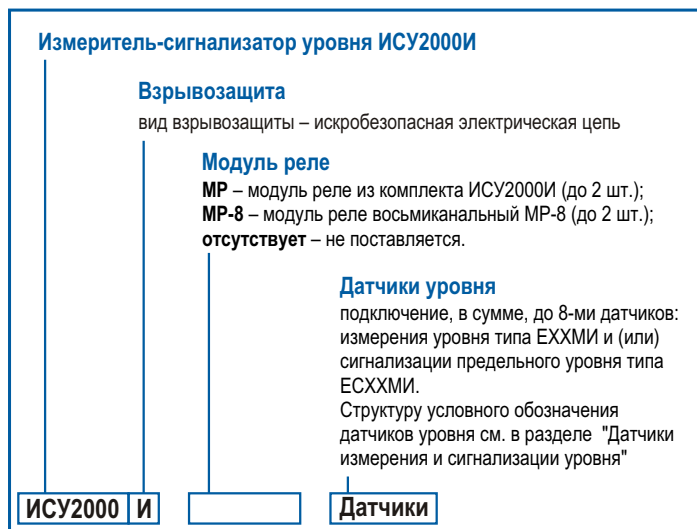 Измеритель-сигнализатор уровня ИСУ2000И
Взрывозащита
вид взрывозащиты – искробезопасная электрическая цепь
Модуль реле
МР – модуль реле из комплекта ИСУ2000И (до 2 шт.);
МР-8 – модуль реле восьмиканальный МР-8 (до 2 шт.);
отсутствует – не поставляется.
Датчики уровня
подключение, в сумме, до 8-ми датчиков:
измерения уровня типа ЕХХМИ и (или)
сигнализации предельного уровня типа
ЕСХХМИ.
Структуру условного обозначения
датчиков уровня см. в разделе "Датчики
измерения и сигнализации уровня"
ИСУ2000 И Датчики